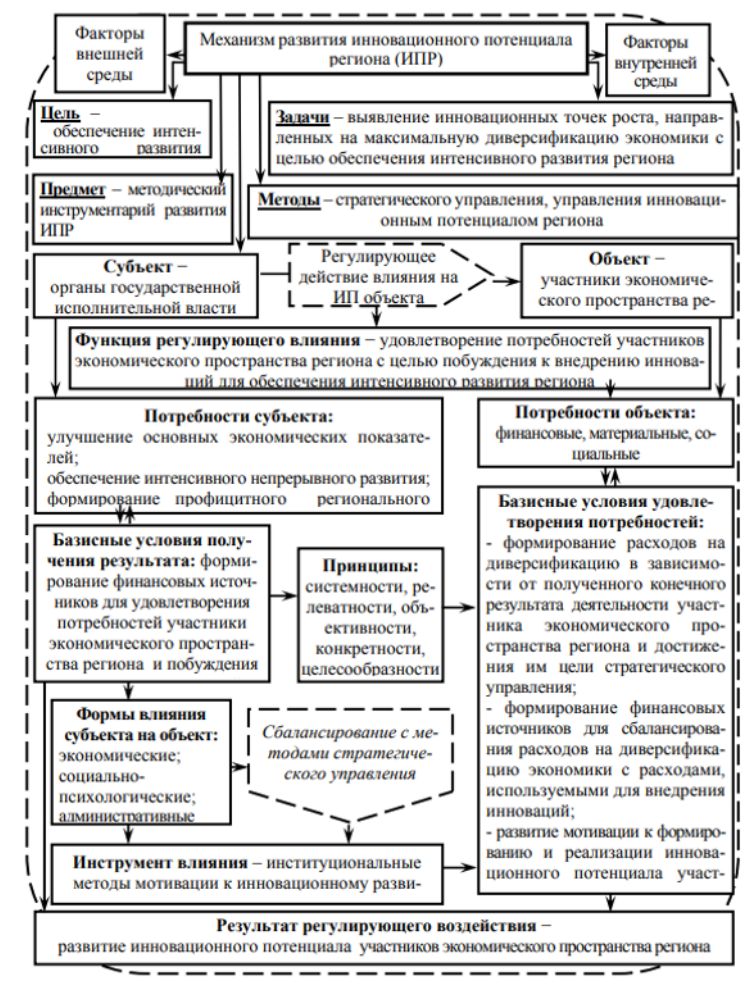 Факторы
внешней
среды
Механизм развития инновационного потенциала
региона (ИПР)
Факторы
внутренней
среды
Цель –
обеспечение интен-
сивного развития
Задачи – выявление инновационных точек роста, направ-
ленных на максимальную диверсификацию экономики с
целью обеспечения интенсивного развития региона
Предмет – методический
инструментарий развития
ИПР
Методы – стратегического управления, управления инноваци-
онным потенциалом региона
Субъект –
органы государственной
исполнительной власти
Регулирующее
действие влияния на
ИП объекта
Объект –
участники экономиче-
ского пространства ре-
Функция регулирующего влияния – удовлетворение потребностей участников
экономического пространства региона с целью побуждения к внедрению иннова-
ций для обеспечения интенсивного развития региона
Потребности субъекта:
улучшение основных экономических показате-
лей;
обеспечение интенсивного непрерывного развития;
формирование профицитного регионального
Потребности объекта:
финансовые, материальные, со-
циальные
Базисные условия полу-
чения результата: форми-
рование финансовых источ-
ников для удовлетворения
потребностей участники
экономического простран-
ства региона и побуждения
Принципы:
системности, ре-
левантности, объ-
ективности,
конкретности,
целесообразности
Базисные условия удовле-
творения потребностей:
- формирование расходов на
диверсификацию в зависимо-
сти от полученного конечного
результата деятельности участ-
ника экономического про-
странства региона и достиже-
ния им цели стратегического
управления;
- формирование финансовых
источников для сбалансирова-
ния расходов на диверсифика-
цию экономики с расходами,
используемыми для внедрения
инноваций;
- развитие мотивации к формиро-
ванию и реализации иннова-
ционного потенциала участ-
Формы влияния
субъекта на объект:
экономические;
социально-
психологические;
административные
Сбалансирование с ме-
тодами стратегиче-
ского управления
Инструмент влияния – институциональные
методы мотивации к инновационному разви-
Результат регулирующего воздействия –
развитие инновационного потенциала участников экономического пространства региона